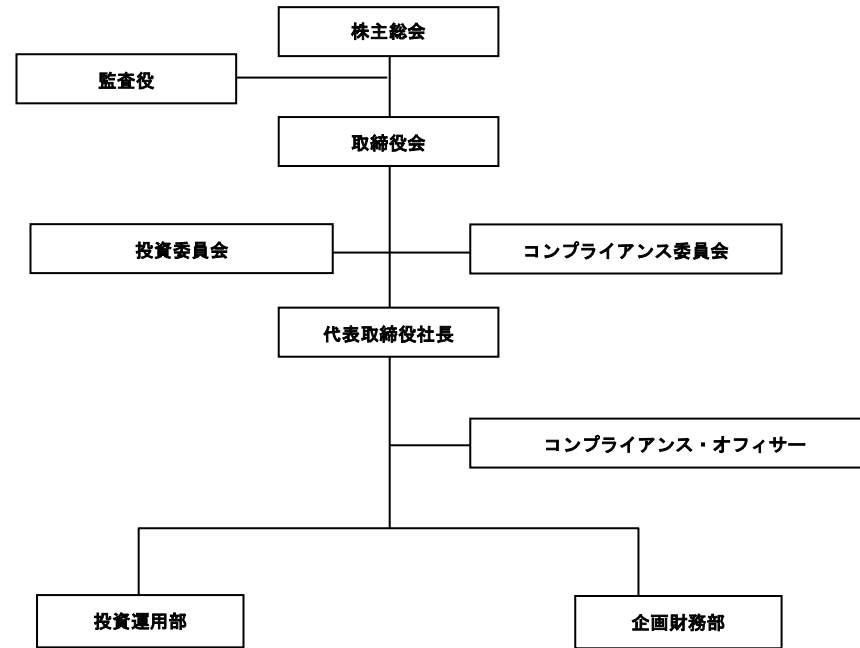 株主総会
監査役
取締役会
投資委員会
コンプライアンス委員会
代表取締役社長
コンプライアンス・オフィサー
投資運用部
企画財務部